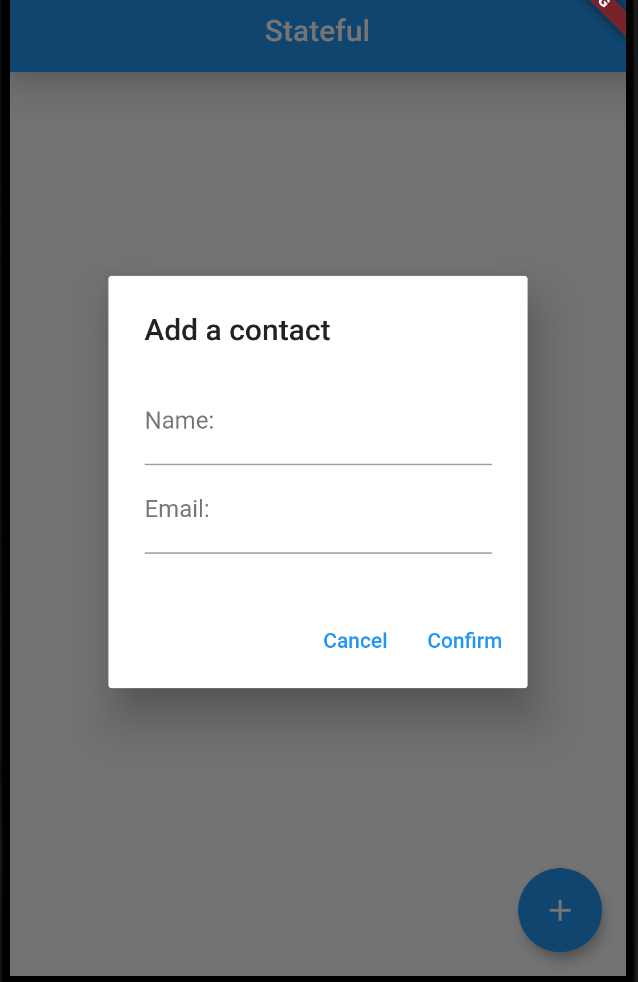 Stateful
Add a contact
Name:
Email:
Cancel Confirm
+